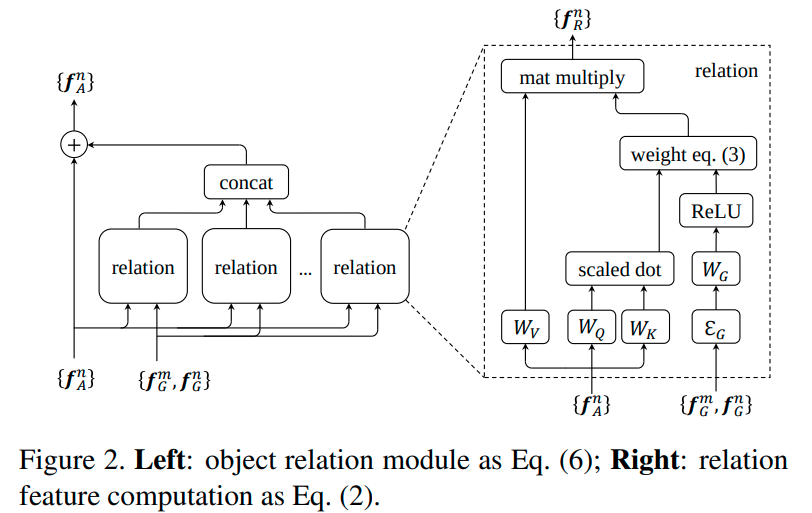 {f_A^n}
+
concat
relation
relation
...
relation
{f_A^n}
{f_G^m, f_G^n}
{f_R^n}
relation
mat multiply
weight eq. (3)
ReLU
scaled dot
W_G
W_V
W_Q
W_K
ℰ_G
{f_A^n}
{f_G^m, f_G^n}
Figure 2. Left: object relation module as Eq. (6); Right: relation
feature computation as Eq. (2).